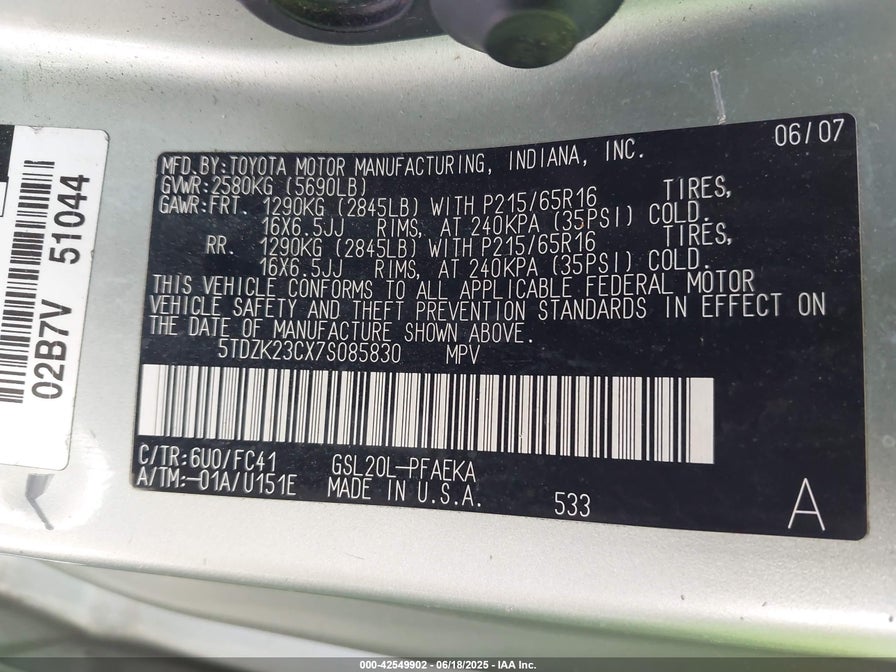 06/07
MFD.BY:TOYOTA MOTOR MANUFACTURING, INDIANA, INC.
GVWR:2580KG (5690LB)
GAWR:FRT. 1290KG (2845LB) WITH P215/65R16 TIRES,
16X6.5JJ RIMS, AT 240KPA (35PSI) COLD.
RR. 1290KG (2845LB) WITH P215/65R16 TIRES,
16X6.5JJ RIMS, AT 240KPA (35PSI) COLD.
THIS VEHICLE CONFORMS TO ALL APPLICABLE FEDERAL MOTOR
VEHICLE SAFETY AND THEFT PREVENTION STANDARDS IN EFFECT ON
THE DATE OF MANUFACTURE SHOWN ABOVE.
5TDZK23CX7S085830 MPV
C/TR:6U0/FC41 GSL20L-PFAEKA
A/TM:-01A/U151E MADE IN U.S.A. 533
A
02B7V 51044
000-42549902 - 06/18/2025 - IAA Inc.